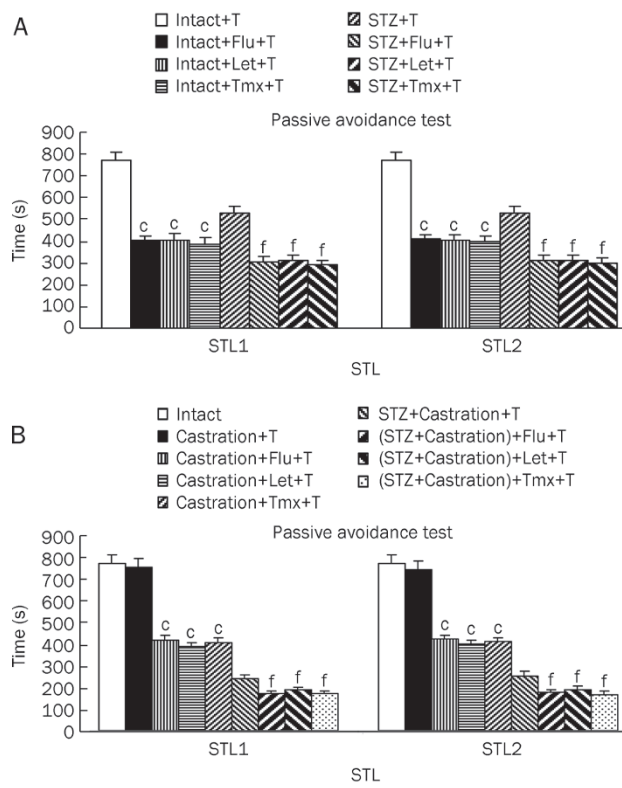 A
Intact+T
Intact+Flu+T
Intact+Let+T
Intact+Tmx+T
STZ+T
STZ+Flu+T
STZ+Let+T
STZ+Tmx+T
Passive avoidance test
Time (s)
900
800
700
600
500
400
300
200
100
0
c c c f f f
c c c f f f
STL1 STL2
STL
B
Intact
Castration+T
Castration+Flu+T
Castration+Let+T
Castration+Tmx+T
STZ+Castration+T
(STZ+Castration)+Flu+T
(STZ+Castration)+Let+T
(STZ+Castration)+Tmx+T
Passive avoidance test
Time (s)
900
800
700
600
500
400
300
200
100
0
c c c f f f
c c c f f f
STL1 STL2
STL